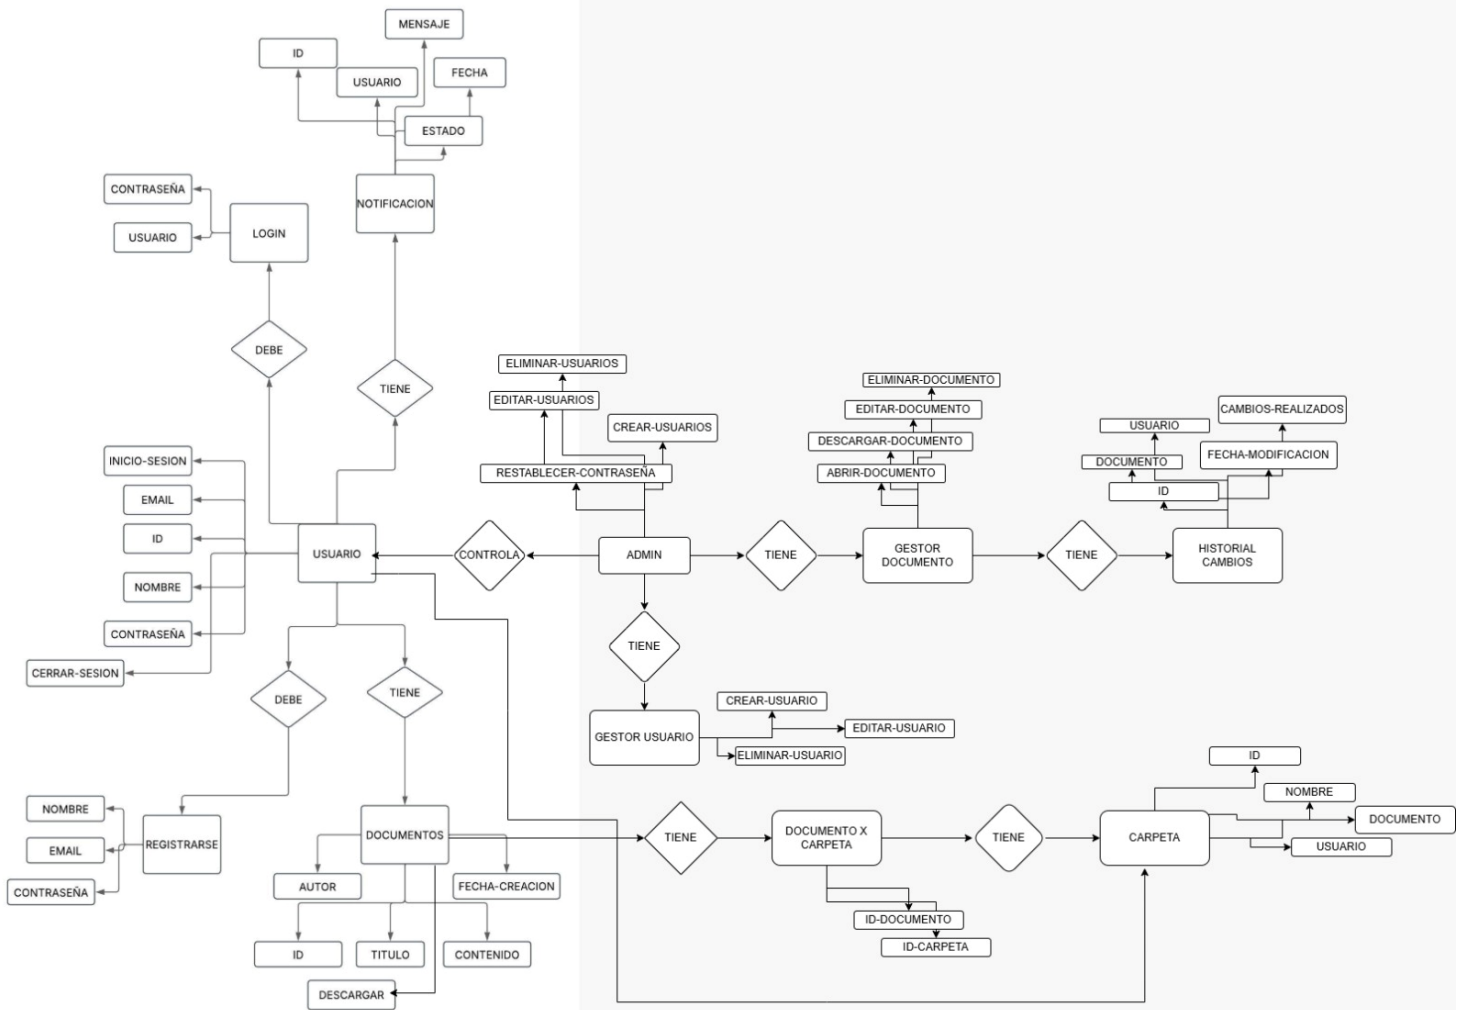 MENSAJE
ID
USUARIO
FECHA
ESTADO
NOTIFICACION
CONTRASEÑA
USUARIO
LOGIN
DEBE
TIENE
ELIMINAR-USUARIOS
EDITAR-USUARIOS
CREAR-USUARIOS
RESTABLECER-CONTRASEÑA
ELIMINAR-DOCUMENTO
EDITAR-DOCUMENTO
DESCARGAR-DOCUMENTO
ABRIR-DOCUMENTO
CAMBIOS-REALIZADOS
USUARIO
FECHA-MODIFICACION
DOCUMENTO
ID
INICIO-SESION
EMAIL
ID
NOMBRE
CONTRASEÑA
CERRAR-SESION
USUARIO
CONTROLA
ADMIN
TIENE
GESTOR
DOCUMENTO
TIENE
HISTORIAL
CAMBIOS
TIENE
DEBE
TIENE
GESTOR USUARIO
CREAR-USUARIO
EDITAR-USUARIO
ELIMINAR-USUARIO
NOMBRE
EMAIL
CONTRASEÑA
REGISTRARSE
DOCUMENTOS
TIENE
DOCUMENTO X
CARPETA
TIENE
CARPETA
ID
NOMBRE
DOCUMENTO
USUARIO
AUTOR
FECHA-CREACION
ID
TITULO
CONTENIDO
DESCARGAR
ID-DOCUMENTO
ID-CARPETA